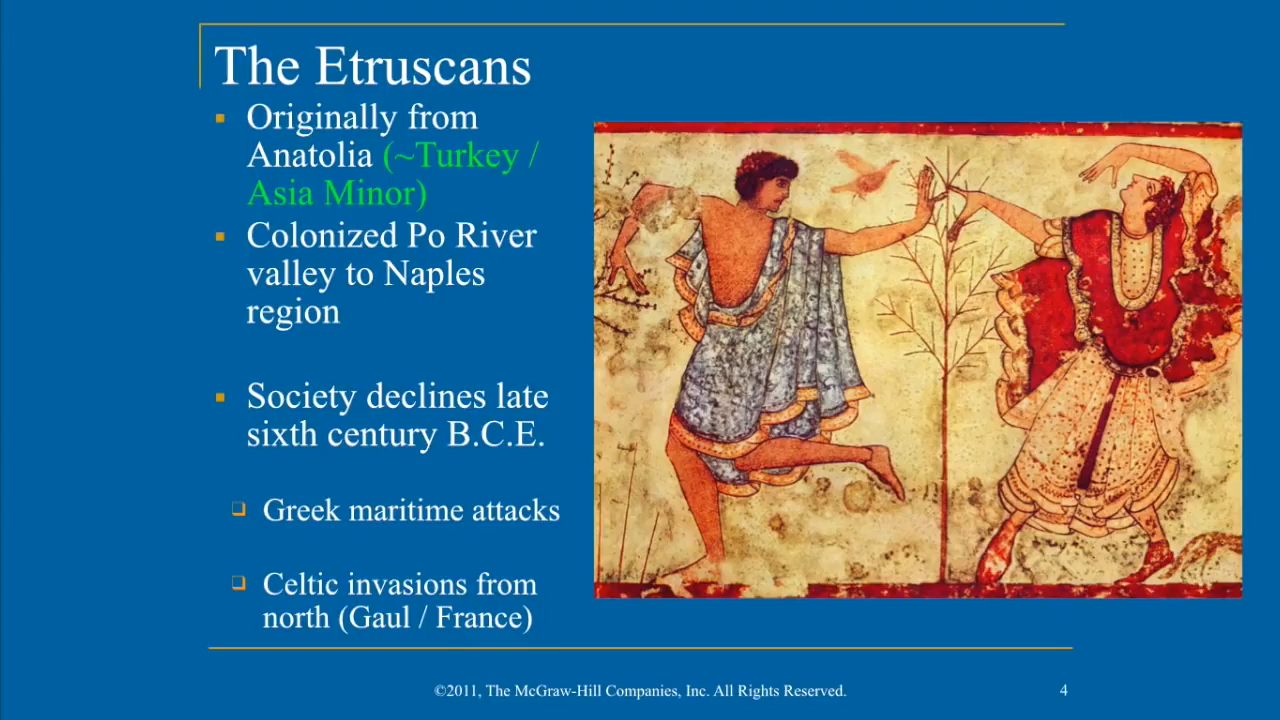 The Etruscans
Originally from
Anatolia (~Turkey /
Asia Minor)
Colonized Po River
valley to Naples
region
Society declines late
sixth century B.C.E.
Greek maritime attacks
Celtic invasions from
north (Gaul / France)
©2011, The McGraw-Hill Companies, Inc. All Rights Reserved.
4